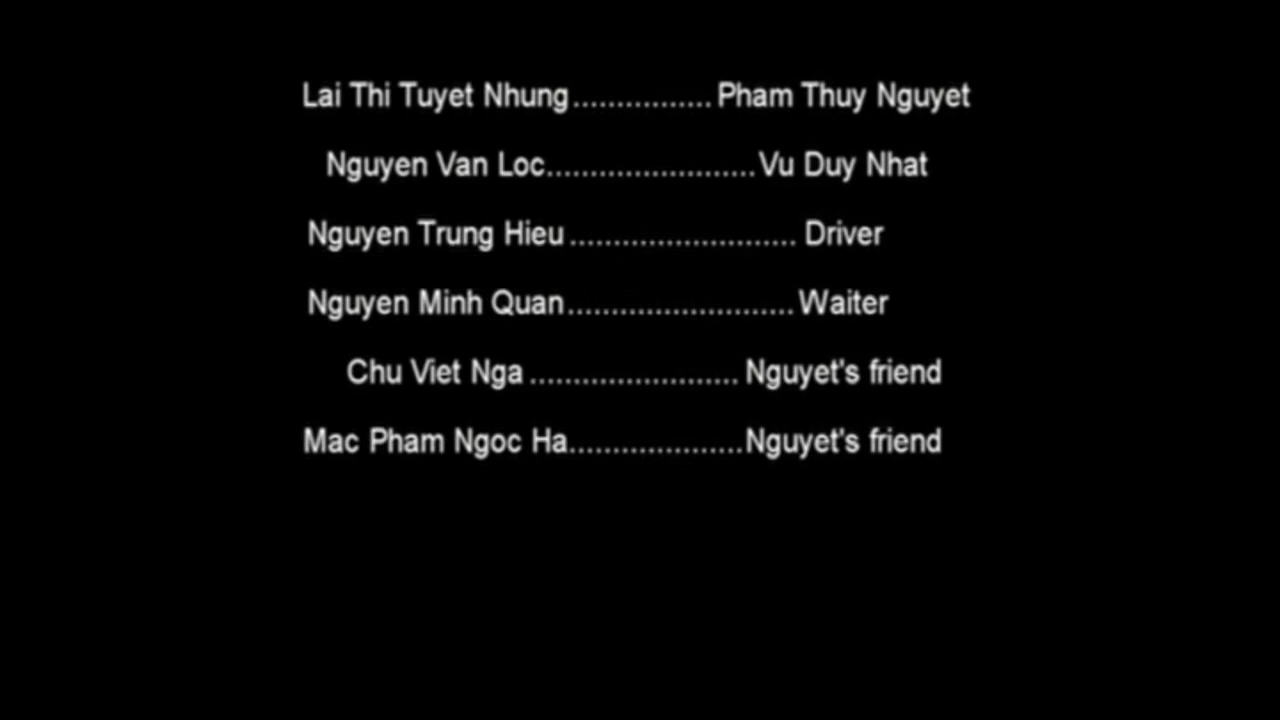 Lai Thi Tuyet Nhung................Pham Thuy Nguyet
Nguyen Van Loc........................Vu Duy Nhat
Nguyen Trung Hieu.......................... Driver
Nguyen Minh Quan..........................Waiter
Chu Viet Nga ........................ Nguyet's friend
Mac Pham Ngoc Ha....................Nguyet's friend